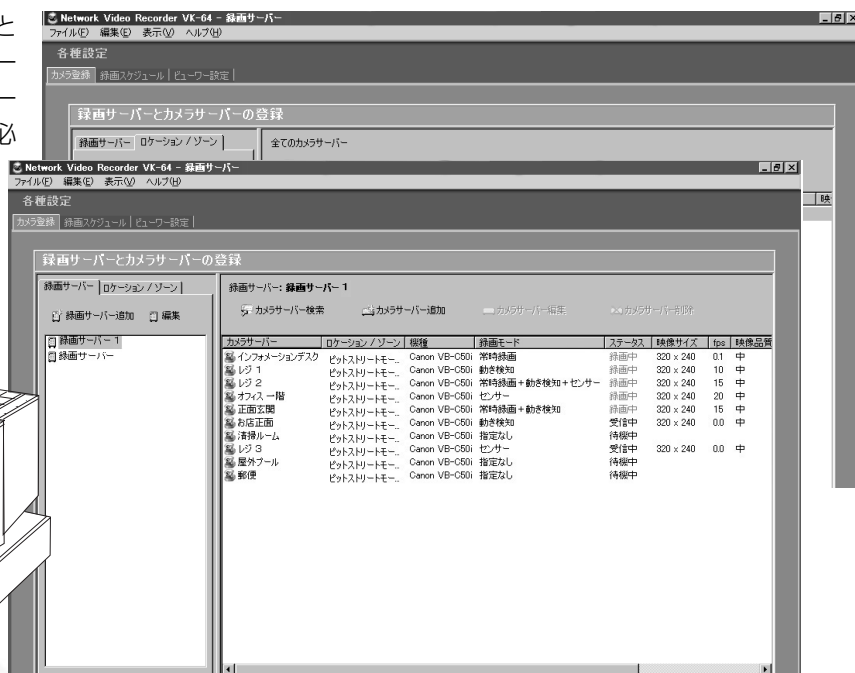 と
ー
ー
必
Network Video Recorder VK-64 - 録画サーバー
ファイル(F) 編集(E) 表示(V) ヘルプ(H)
各種設定
カメラ登録 録画スケジュール ビューワー設定
録画サーバーとカメラサーバーの登録
録画サーバー ロケーション / ゾーン 全てのカメラサーバー
映
Network Video Recorder VK-64 - 録画サーバー
ファイル(F) 編集(E) 表示(V) ヘルプ(H)
各種設定
カメラ登録 録画スケジュール ビューワー設定
録画サーバーとカメラサーバーの登録
録画サーバー ロケーション / ゾーン 録画サーバー: 録画サーバー 1
録画サーバー追加 編集 カメラサーバー検索 カメラサーバー追加 カメラサーバー編集 カメラサーバー削除
録画サーバー 1
録画サーバー
カメラサーバー ロケーション / ゾーン 機種 録画モード ステータス 映像サイズ fps 映像品質
インフォメーションデスク ピットストリートモー... Canon VB-C50i 常時録画 録画中 320 x 240 0.1 中
レジ 1 ピットストリートモー... Canon VB-C50i 動き検知 録画中 320 x 240 10 中
レジ 2 ピットストリートモー... Canon VB-C50i 常時録画+動き検知+センサー 録画中 320 x 240 15 中
オフィス 一階 ピットストリートモー... Canon VB-C50i センサー 録画中 320 x 240 20 中
正面玄関 ピットストリートモー... Canon VB-C50i 常時録画+動き検知 録画中 320 x 240 15 中
お店正面 ピットストリートモー... Canon VB-C50i 動き検知 受信中 320 x 240 0.0 中
清掃ルーム ピットストリートモー... Canon VB-C50i 指定なし 待機中
レジ 3 ピットストリートモー... Canon VB-C50i センサー 受信中 320 x 240 0.0 中
屋外プール ピットストリートモー... Canon VB-C50i 指定なし 待機中
郵便 ピットストリートモー... Canon VB-C50i 指定なし 待機中